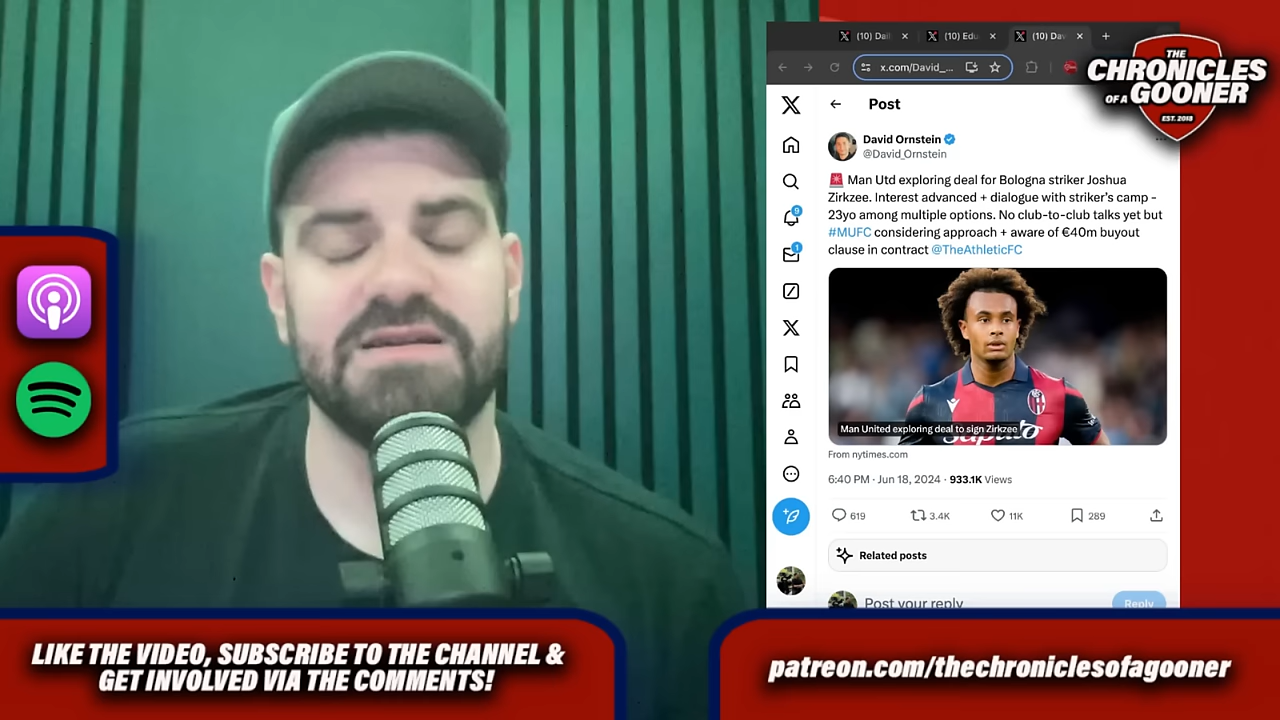 (10) Dai
(10) Edu
(10) Dav
x.com/David_...
THE
CHRONICLES
OF A GOONER
EST. 2018
Post
David Ornstein
@David_Ornstein
Man Utd exploring deal for Bologna striker Joshua
Zirkzee. Interest advanced + dialogue with striker's camp -
23yo among multiple options. No club-to-club talks yet but
#MUFC considering approach + aware of €40m buyout
clause in contract @TheAthleticFC
Man United exploring deal to sign Zirkzee
From nytimes.com
6:40 PM · Jun 18, 2024 · 933.1K Views
619
3.4K
11K
289
Related posts
Post your reply
Reply
9
1
LIKE THE VIDEO, SUBSCRIBE TO THE CHANNEL &
GET INVOLVED VIA THE COMMENTS!
patreon.com/thechroniclesofagooner